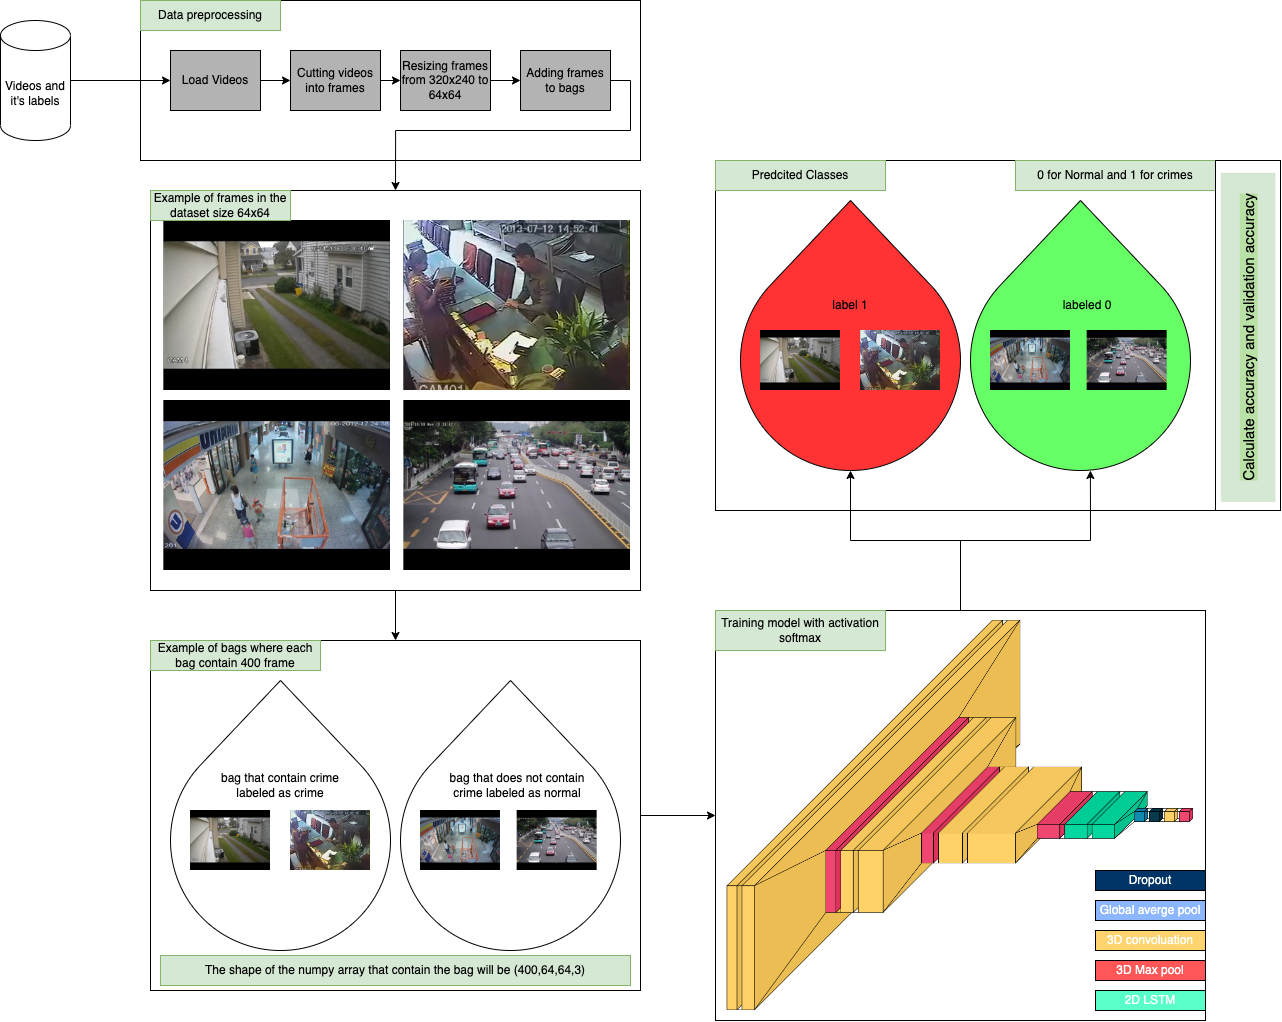 Data preprocessing
Videos and
it's labels
Load Videos
Cutting videos
into frames
Resizing frames
from 320x240 to
64x64
Adding frames
to bags
Example of frames in the
dataset size 64x64
CAM1
2013-07-12 14:52:41
CAM01
201
Example of bags where each
bag contain 400 frame
bag that contain crime
labeled as crime
bag that does not contain
crime labeled as normal
The shape of the numpy array that contain the bag will be (400,64,64,3)
Training model with activation
softmax
Dropout
Global averge pool
3D convoluation
3D Max pool
2D LSTM
Predcited Classes
0 for Normal and 1 for crimes
label 1
labeled 0
Calculate accuracy and validation accuracy